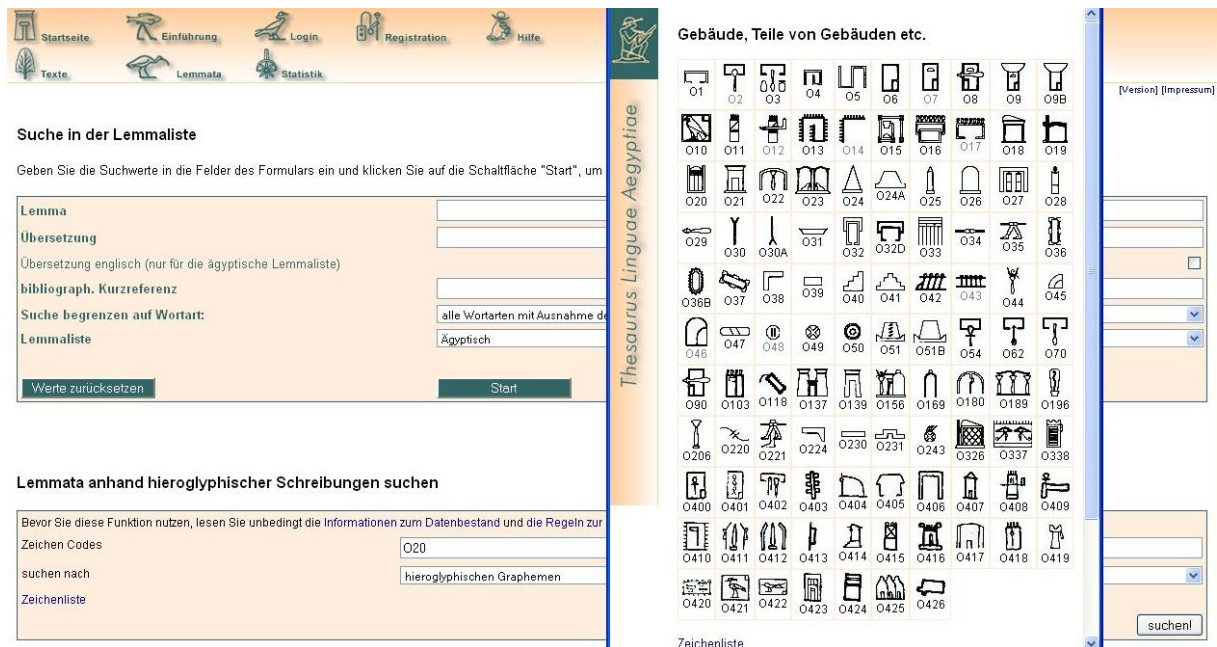 Startseite
Einführung
Login
Registration
Hilfe
Texte
Lemmata
Statistik
[Version] [Impressum]
Suche in der Lemmaliste
Geben Sie die Suchwerte in die Felder des Formulars ein und klicken Sie auf die Schaltfläche "Start", um
Lemma
Übersetzung
Übersetzung englisch (nur für die ägyptische Lemmaliste)
bibliograph. Kurzreferenz
Suche begrenzen auf Wortart:
alle Wortarten mit Ausnahme de
Lemmaliste
Ägyptisch
Werte zurücksetzen
Start
Lemmata anhand hieroglyphischer Schreibungen suchen
Bevor Sie diese Funktion nutzen, lesen Sie unbedingt die Informationen zum Datenbestand und die Regeln zur
Zeichen Codes
O20
suchen nach
hieroglyphischen Graphemen
Zeichenliste
suchen!
Thesaurus Linguae Aegyptiae
Gebäude, Teile von Gebäuden etc.
O1 O2 O3 O4 O5 O6 O7 O8 O9 O9B
O10 O11 O12 O13 O14 O15 O16 O17 O18 O19
O20 O21 O22 O23 O24 O24A O25 O26 O27 O28
O29 O30 O30A O31 O32 O32D O33 O34 O35 O36
O36B O37 O38 O39 O40 O41 O42 O43 O44 O45
O46 O47 O48 O49 O50 O51 O51B O54 O62 O70
O90 O103 O118 O137 O139 O156 O169 O180 O189 O196
O206 O220 O221 O224 O230 O231 O243 O326 O337 O338
O400 O401 O402 O403 O404 O405 O406 O407 O408 O409
O410 O411 O412 O413 O414 O415 O416 O417 O418 O419
O420 O421 O422 O423 O424 O425 O426
Zeichenliste